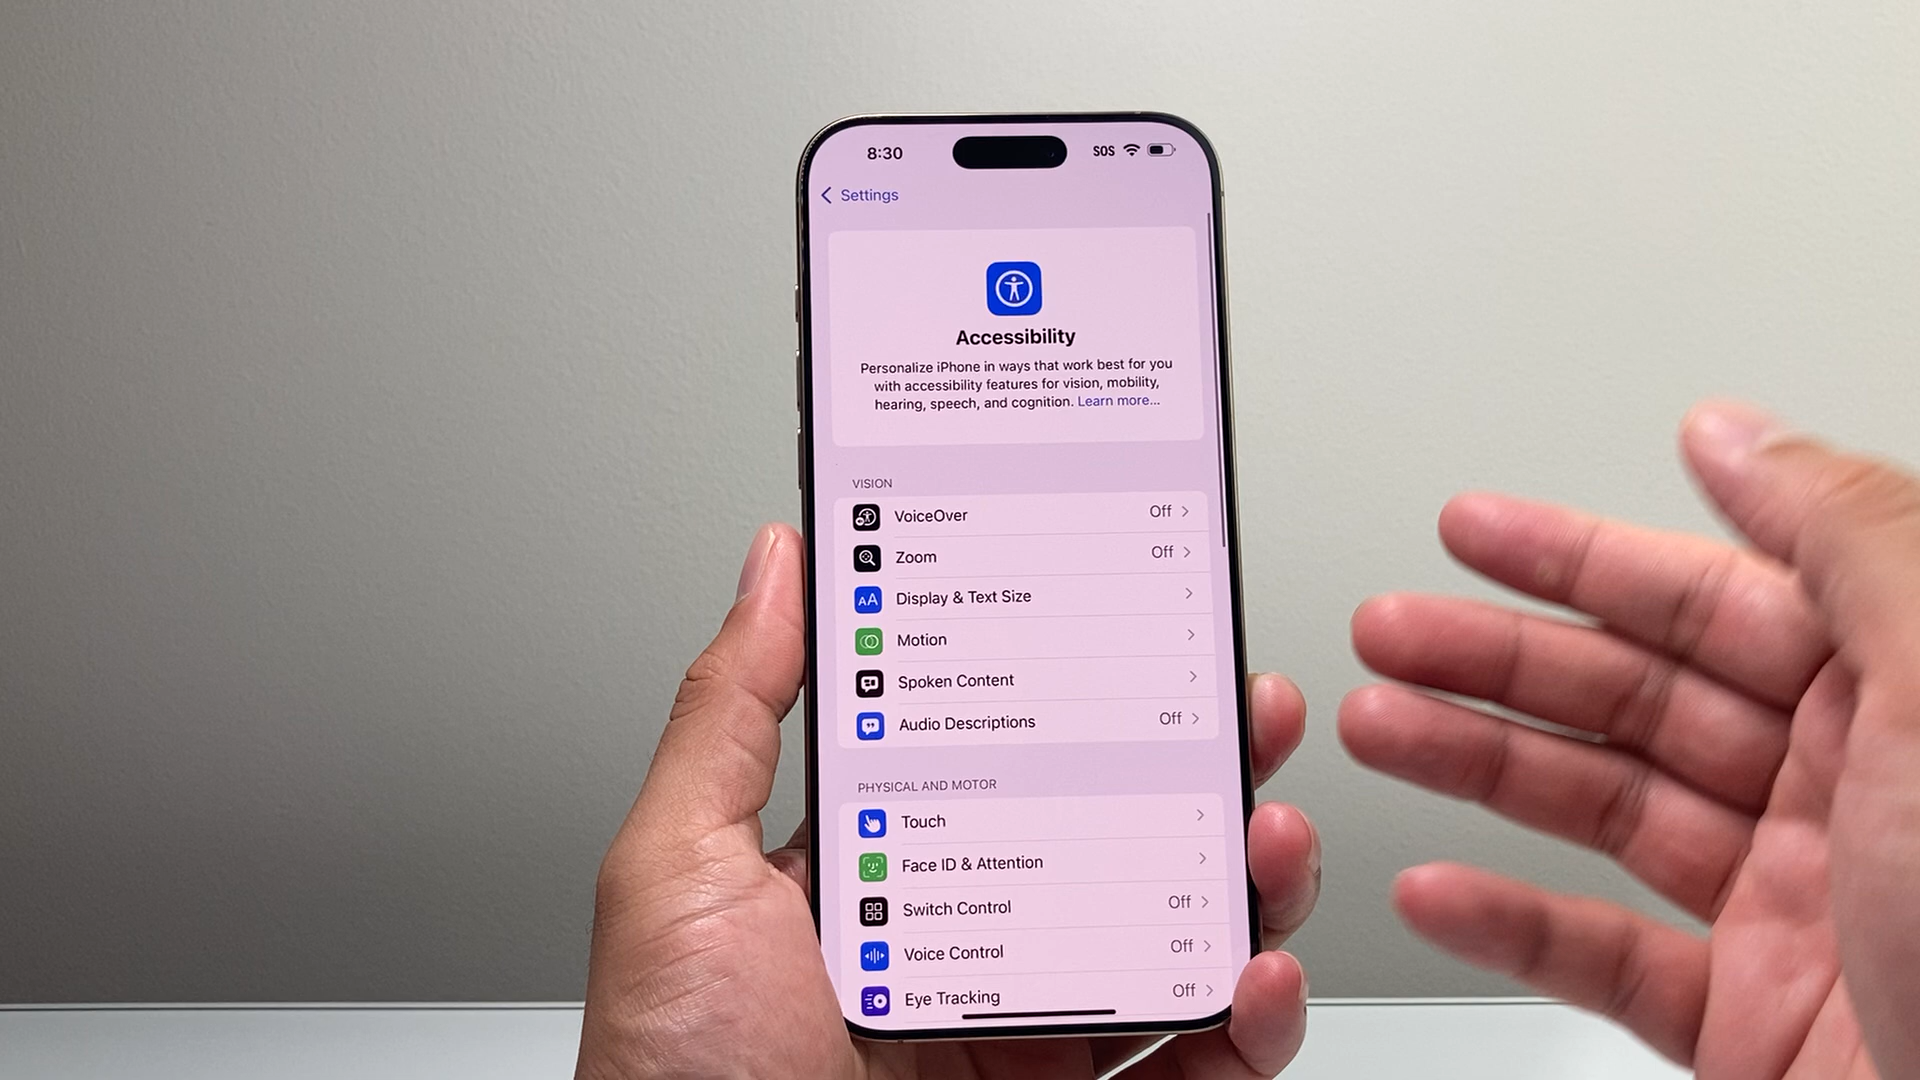 8:30
SOS
Settings
Accessibility
Personalize iPhone in ways that work best for you
with accessibility features for vision, mobility,
hearing, speech, and cognition. Learn more...
VISION
VoiceOver Off
Zoom Off
AA Display & Text Size
Motion
Spoken Content
Audio Descriptions Off
PHYSICAL AND MOTOR
Touch
Face ID & Attention
Switch Control Off
Voice Control Off
Eye Tracking Off